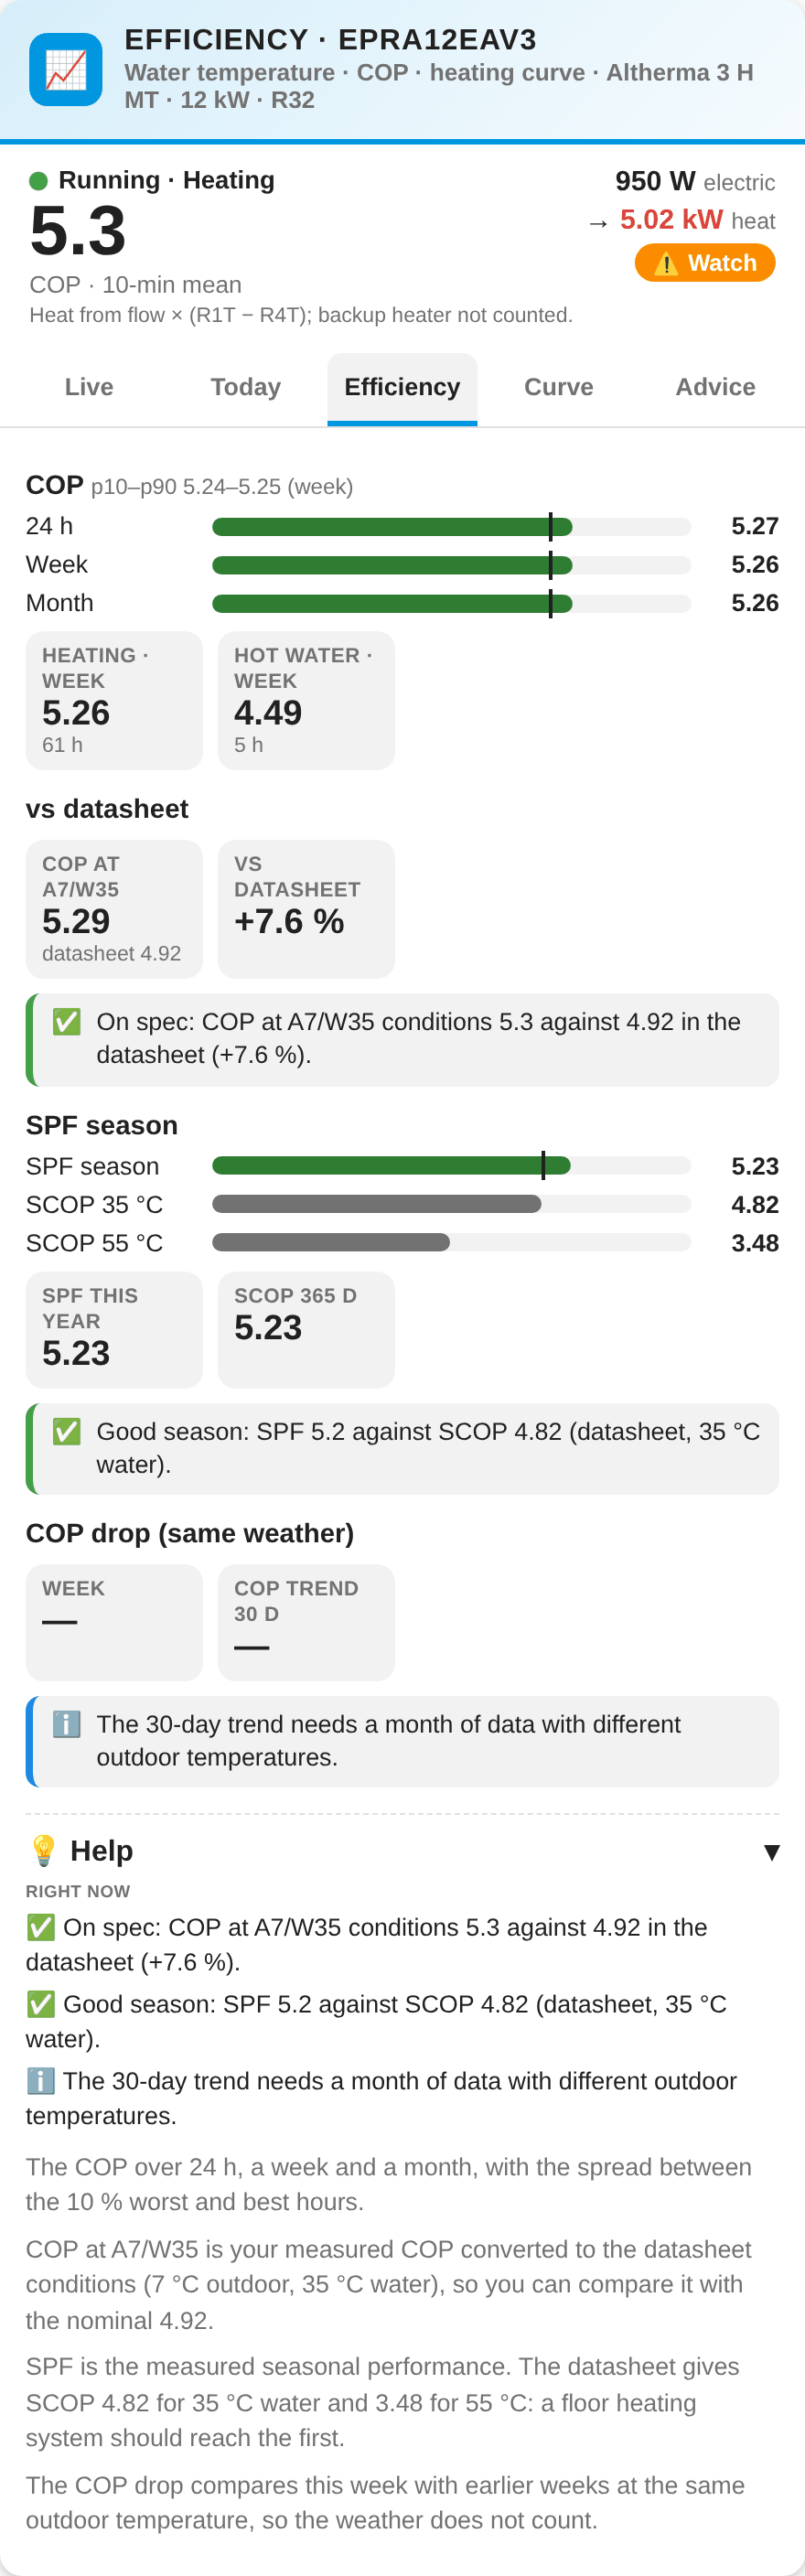 EFFICIENCY · EPRA12EAV3
Water temperature · COP · heating curve · Altherma 3 H
MT · 12 kW · R32
Running · Heating
950 W electric
5.3
→ 5.02 kW heat
⚠️ Watch
COP · 10-min mean
Heat from flow × (R1T − R4T); backup heater not counted.
Live Today Efficiency Curve Advice
COP p10–p90 5.24–5.25 (week)
24 h 5.27
Week 5.26
Month 5.26
HEATING ·
WEEK
5.26
61 h
HOT WATER ·
WEEK
4.49
5 h
vs datasheet
COP AT
A7/W35
5.29
datasheet 4.92
VS
DATASHEET
+7.6 %
✅ On spec: COP at A7/W35 conditions 5.3 against 4.92 in the
datasheet (+7.6 %).
SPF season
SPF season 5.23
SCOP 35 °C 4.82
SCOP 55 °C 3.48
SPF THIS
YEAR
5.23
SCOP 365 D
5.23
✅ Good season: SPF 5.2 against SCOP 4.82 (datasheet, 35 °C
water).
COP drop (same weather)
WEEK
—
COP TREND
30 D
—
ℹ️ The 30-day trend needs a month of data with different
outdoor temperatures.
💡 Help ▼
RIGHT NOW
✅ On spec: COP at A7/W35 conditions 5.3 against 4.92 in the
datasheet (+7.6 %).
✅ Good season: SPF 5.2 against SCOP 4.82 (datasheet, 35 °C
water).
ℹ️ The 30-day trend needs a month of data with different outdoor
temperatures.
The COP over 24 h, a week and a month, with the spread between
the 10 % worst and best hours.
COP at A7/W35 is your measured COP converted to the datasheet
conditions (7 °C outdoor, 35 °C water), so you can compare it with
the nominal 4.92.
SPF is the measured seasonal performance. The datasheet gives
SCOP 4.82 for 35 °C water and 3.48 for 55 °C: a floor heating
system should reach the first.
The COP drop compares this week with earlier weeks at the same
outdoor temperature, so the weather does not count.